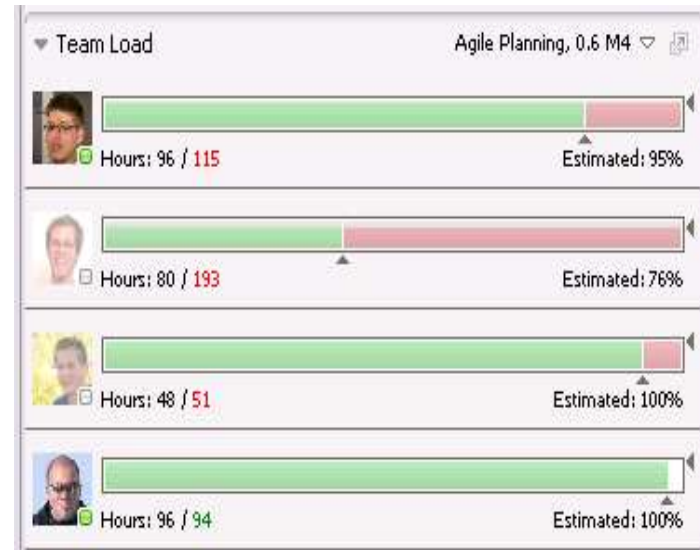 Team Load Agile Planning, 0.6 M4
Hours: 96 / 115 Estimated: 95%
Hours: 80 / 193 Estimated: 76%
Hours: 48 / 51 Estimated: 100%
Hours: 96 / 94 Estimated: 100%